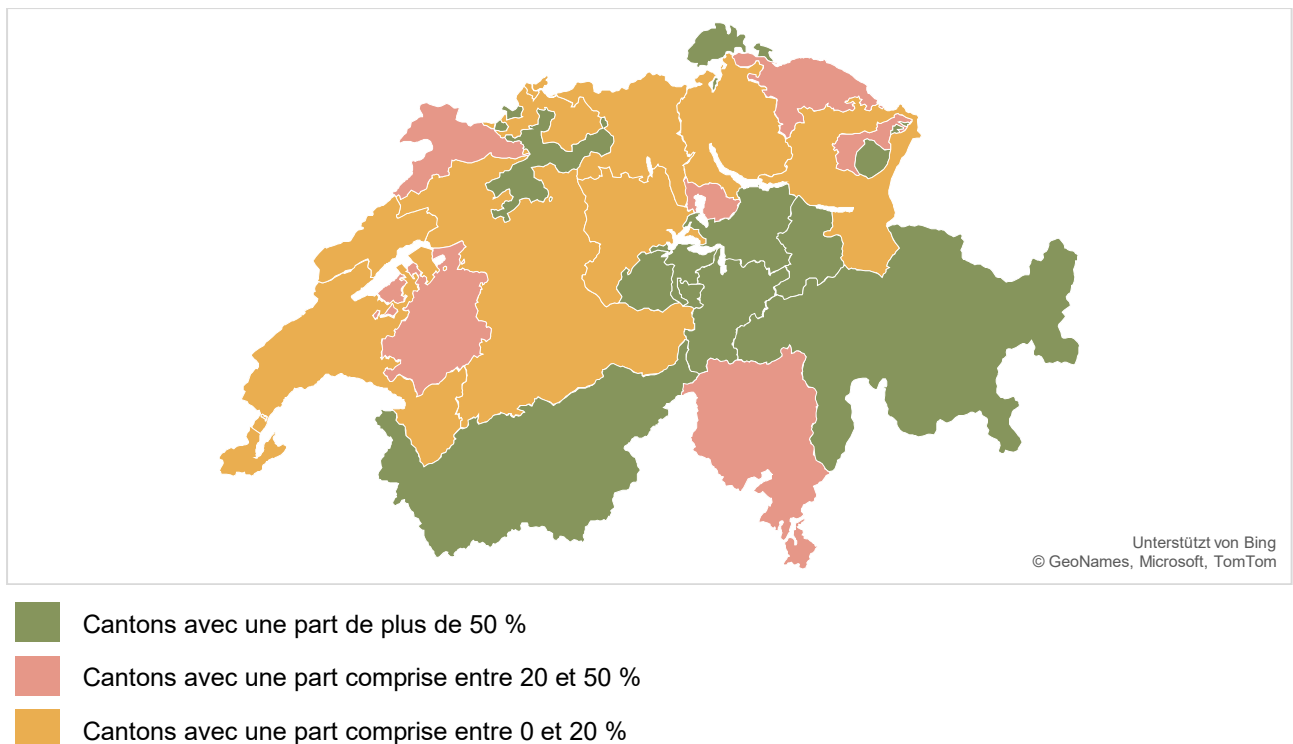 Unterstützt von Bing
© GeoNames, Microsoft, TomTom
Cantons avec une part de plus de 50 %
Cantons avec une part comprise entre 20 et 50 %
Cantons avec une part comprise entre 0 et 20 %